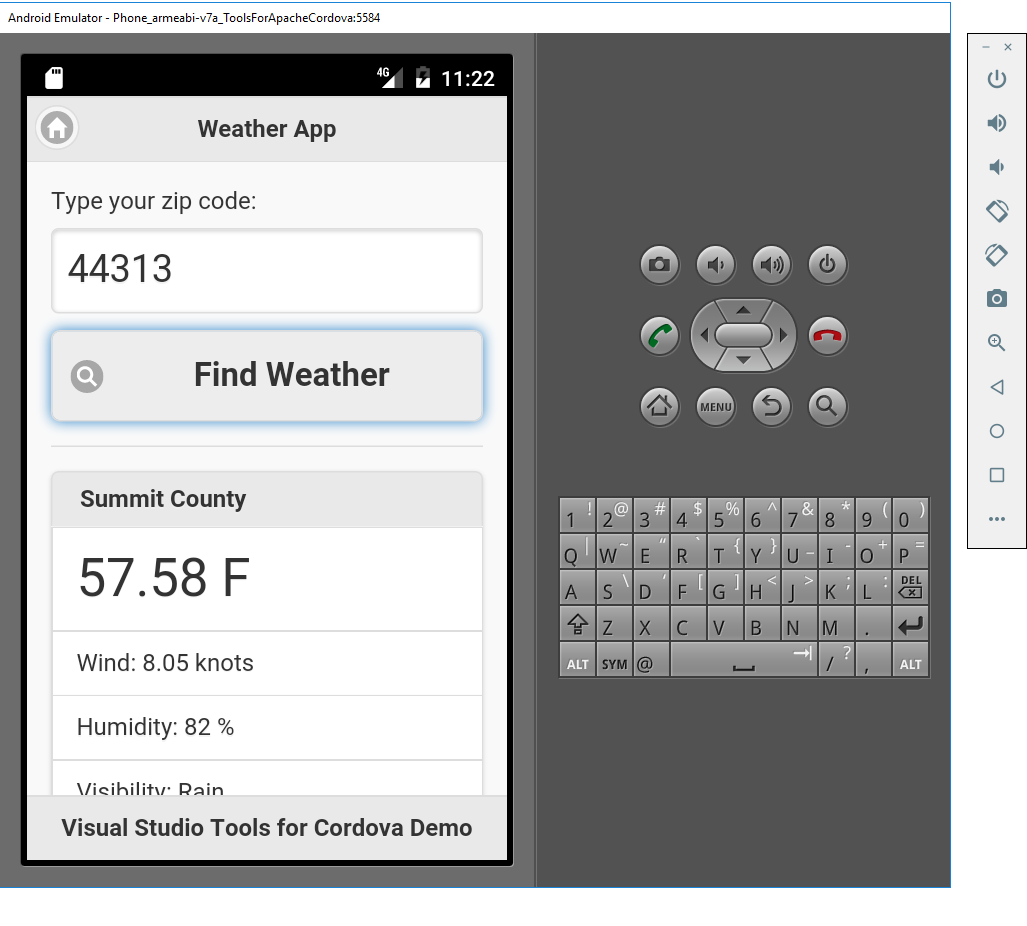 Android Emulator - Phone_armeabi-v7a_ToolsForApacheCordova:5584
4G 11:22
Weather App
Type your zip code:
44313
Find Weather
Summit County
57.58 F
Wind: 8.05 knots
Humidity: 82 %
Visibility: Rain
Visual Studio Tools for Cordova Demo
MENU
1 ! 2 @ 3 # 4 $ 5 % 6 ^ 7 & 8 * 9 ( 0 )
Q | W ~ E “ R ` T { Y } U _ I - O + P =
A S \ D ‘ F [ G ] H < J > K ; L : DEL
Z X C V B N M .
ALT SYM @ / ? , ALT